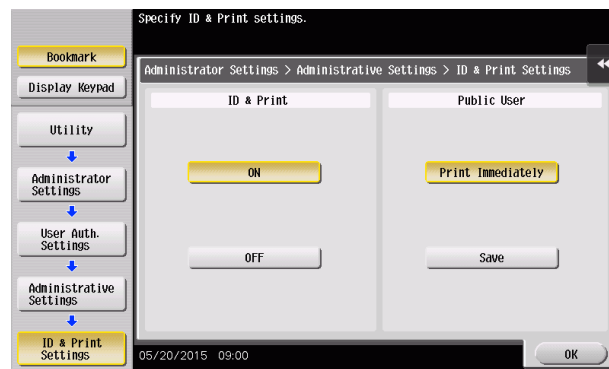 Specify ID & Print settings.
Bookmark
Display Keypad
Utility
Administrator
Settings
User Auth.
Settings
Administrative
Settings
ID & Print
Settings
Administrator Settings > Administrative Settings > ID & Print Settings
ID & Print
Public User
ON
Print Immediately
OFF
Save
05/20/2015 09:00
OK